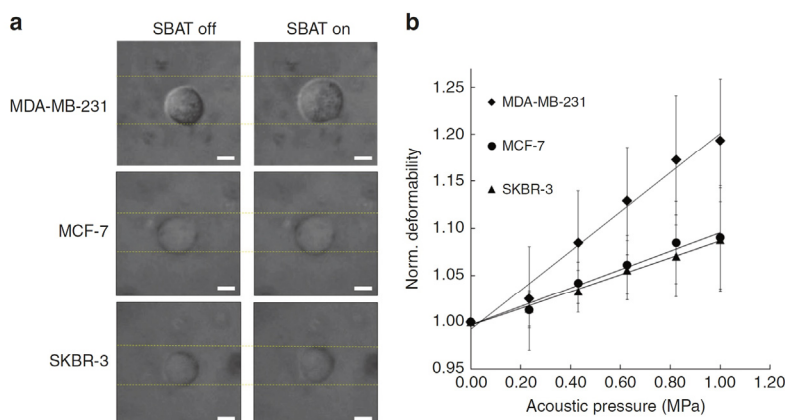 a
SBAT off SBAT on
MDA-MB-231
MCF-7
SKBR-3
b
Norm. deformability
1.25
1.20
1.15
1.10
1.05
1.00
0.95
MDA-MB-231
MCF-7
SKBR-3
0.00 0.20 0.40 0.60 0.80 1.00 1.20
Acoustic pressure (MPa)